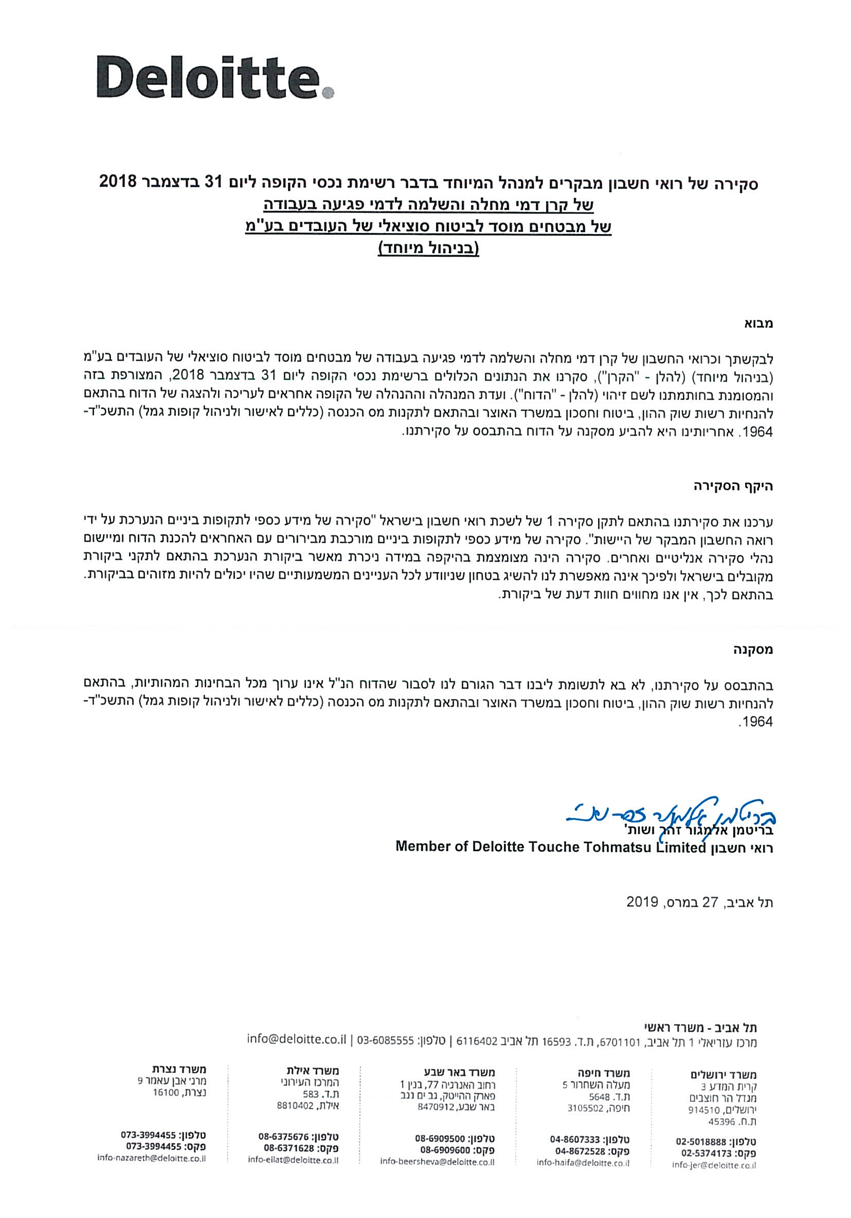 Deloitte.
סקירה של רואי חשבון מבקרים למנהל המיוחד בדבר רשימת נכסי הקופה ליום 31 בדצמבר 2018
של קרן דמי מחלה והשלמה לדמי פגיעה בעבודה
של מבטחים מוסד לביטוח סוציאלי של העובדים בע"מ
(בניהול מיוחד)
מבוא
לבקשתך וכרואי החשבון של קרן דמי מחלה והשלמה לדמי פגיעה בעבודה של מבטחים מוסד לביטוח סוציאלי של העובדים בע"מ
(בניהול מיוחד) (להלן - "הקרן"), סקרנו את הנתונים הכלולים ברשימת נכסי הקופה ליום 31 בדצמבר 2018, המצורפת בזה
והמסומנת בחותמתנו לשם זיהוי (להלן - "הדוח"). ועדת המנהלה וההנהלה של הקופה אחראים לעריכה ולהצגה של הדוח בהתאם
להנחיות רשות שוק ההון, ביטוח וחסכון במשרד האוצר ובהתאם לתקנות מס הכנסה (כללים לאישור ולניהול קופות גמל) התשכ"ד-
1964. אחריותינו היא להביע מסקנה על הדוח בהתבסס על סקירתנו.
היקף הסקירה
ערכנו את סקירתנו בהתאם לתקן סקירה 1 של לשכת רואי חשבון בישראל "סקירה של מידע כספי לתקופות ביניים הנערכת על ידי
רואה החשבון המבקר של היישות". סקירה של מידע כספי לתקופות ביניים מורכבת מבירורים עם האחראים להכנת הדוח ומיישום
נהלי סקירה אנליטיים ואחרים. סקירה הינה מצומצמת בהיקפה במידה ניכרת מאשר ביקורת הנערכת בהתאם לתקני ביקורת
מקובלים בישראל ולפיכך אינה מאפשרת לנו להשיג בטחון שניוודע לכל העניינים המשמעותיים שהיו יכולים להיות מזוהים בביקורת.
בהתאם לכך, אין אנו מחווים חוות דעת של ביקורת.
מסקנה
בהתבסס על סקירתנו, לא בא לתשומת ליבנו דבר הגורם לנו לסבור שהדוח הנ"ל אינו ערוך מכל הבחינות המהותיות, בהתאם
להנחיות רשות שוק ההון, ביטוח וחסכון במשרד האוצר ובהתאם לתקנות מס הכנסה (כללים לאישור ולניהול קופות גמל) התשכ"ד-
1964.
בריטמן אלמגור זהר ושות'
רואי חשבון Member of Deloitte Touche Tohmatsu Limited
תל אביב, 27 במרס, 2019
תל אביב - משרד ראשי
מרכז עזריאלי 1 תל אביב, 6701101, ת.ד. 16593 תל אביב 6116402 | טלפון: 03-6085555 | info@deloitte.co.il
משרד ירושלים
קרית המדע 3
מגדל הר חוצבים
ירושלים, 914510
ת.ח. 45396
טלפון: 02-5018888
פקס: 02-5374173
info-jer@deloitte.co.il
משרד חיפה
מעלה השחרור 5
ת.ד. 5648
חיפה, 3105502
טלפון: 04-8607333
פקס: 04-8672528
info-haifa@deloitte.co.il
משרד באר שבע
רחוב האנרגיה 77, בנין 1
פארק ההייטק, גב ים נגב
באר שבע, 8470912
טלפון: 08-6909500
פקס: 08-6909600
info-beersheva@deloitte.co.il
משרד אילת
המרכז העירוני
ת.ד. 583
אילת, 8810402
טלפון: 08-6375676
פקס: 08-6371628
info-eilat@deloitte.co.il
משרד נצרת
מרג' אבן עאמר 9
נצרת, 16100
טלפון: 073-3994455
פקס: 073-3994455
info-nazareth@deloitte.co.il